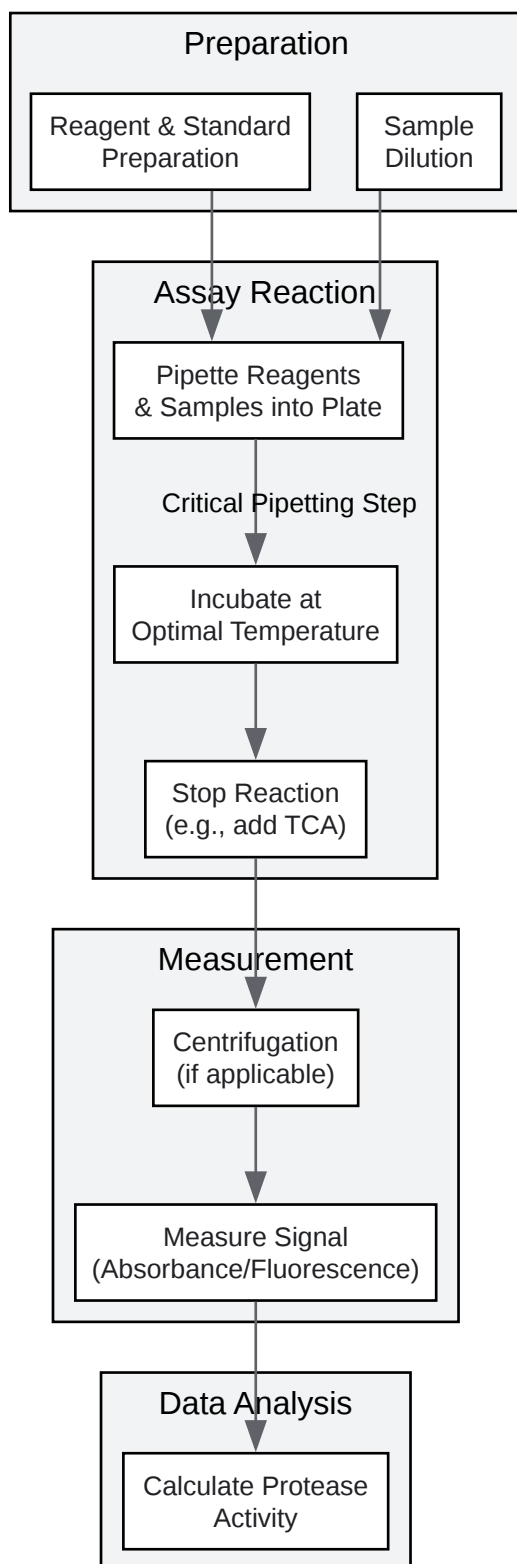 Preparation
Reagent & Standard
Preparation
Sample
Dilution
Assay Reaction
Pipette Reagents
& Samples into Plate
Critical Pipetting Step
Incubate at
Optimal Temperature
Stop Reaction
(e.g., add TCA)
Measurement
Centrifugation
(if applicable)
Measure Signal
(Absorbance/Fluorescence)
Data Analysis
Calculate Protease
Activity